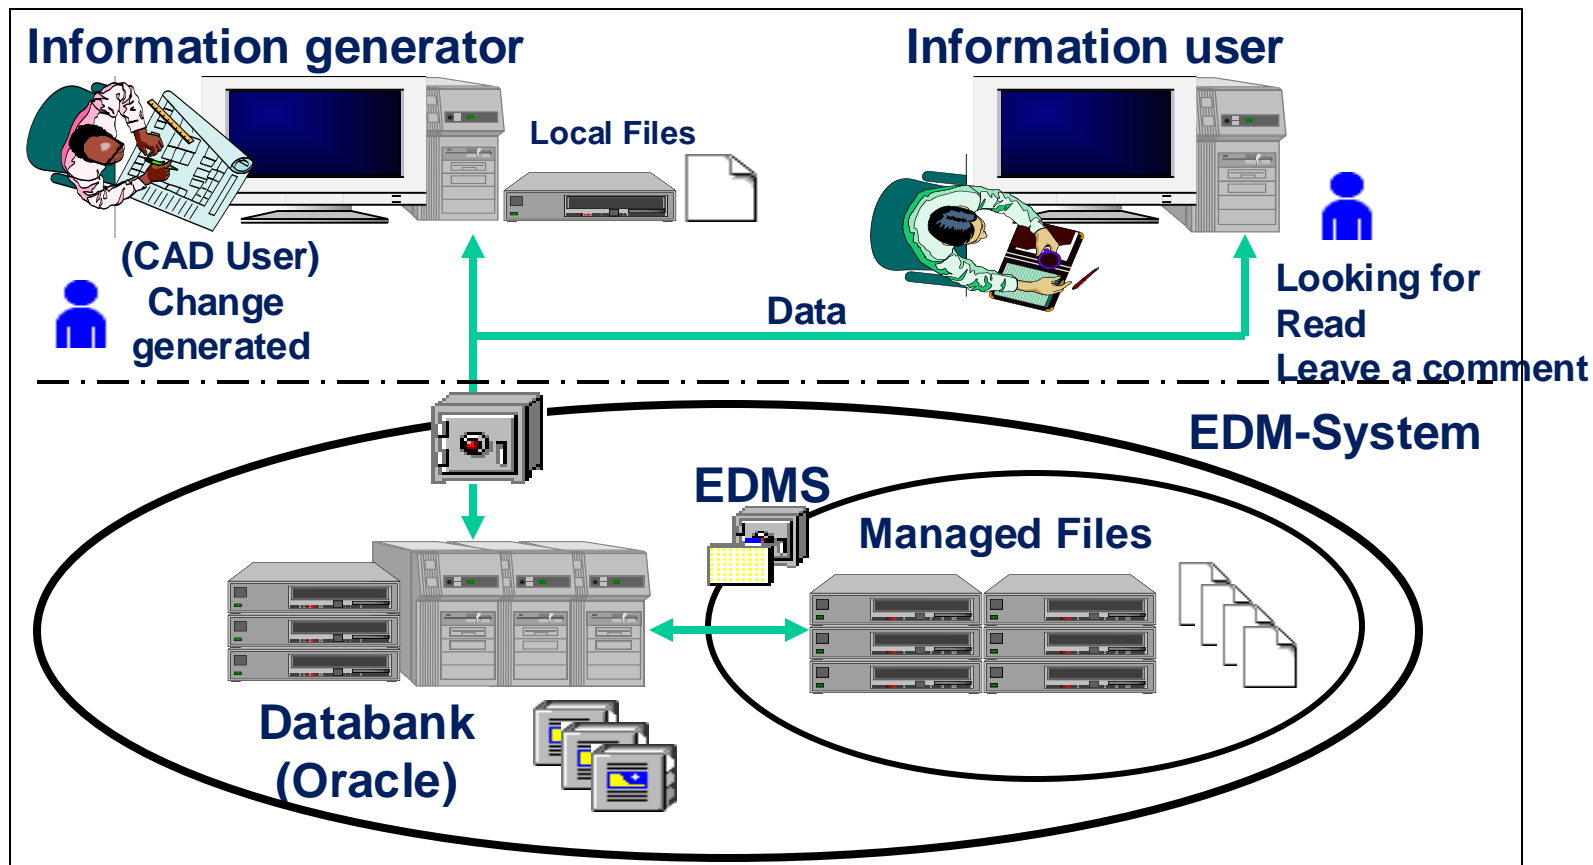 Information generator
Information user
Local Files
(CAD User)
Change
generated
Data
Looking for
Read
Leave a comment
EDM-System
EDMS
Managed Files
Databank
(Oracle)